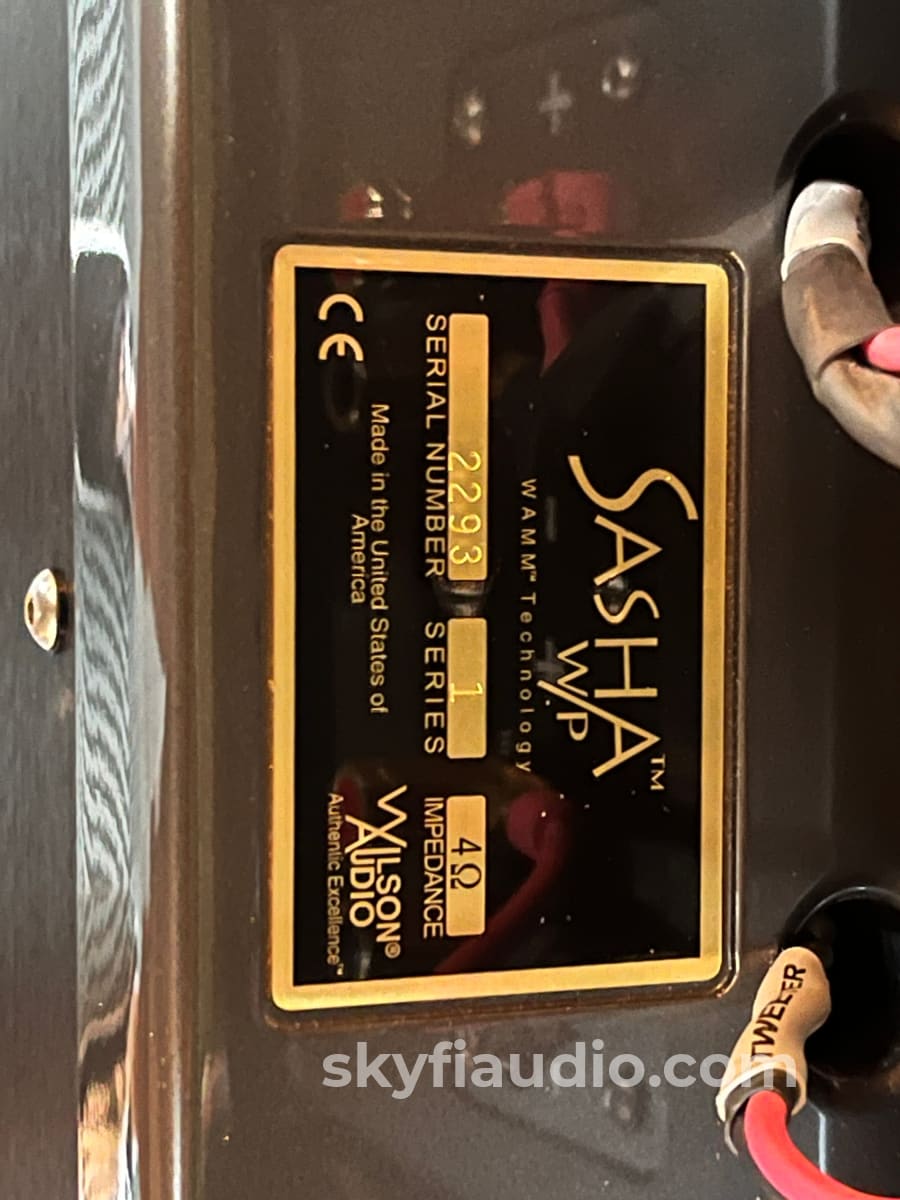 SASHA™
W/P
WAMM™ Technology
2293 1 4Ω
SERIAL NUMBER SERIES IMPEDANCE
CE Made in the United States of
America
WILSON®
AUDIO
Authentic Excellence™
TWEETER
skyfiaudio.com